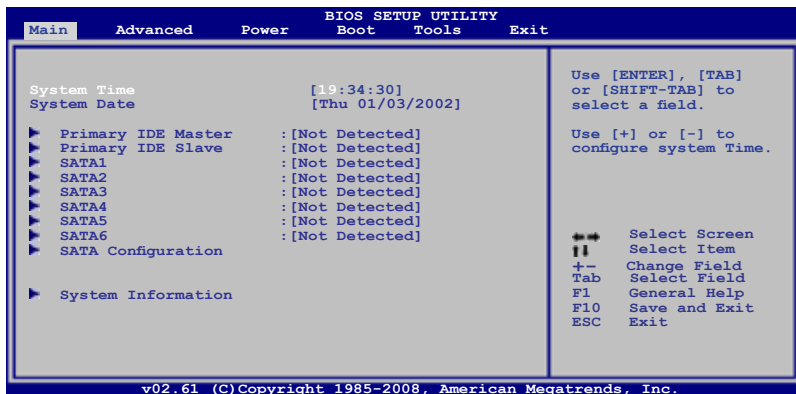 BIOS SETUP UTILITY
Main Advanced Power Boot Tools Exit
System Time [19:34:30]
System Date [Thu 01/03/2002]
Primary IDE Master :[Not Detected]
Primary IDE Slave :[Not Detected]
SATA1 :[Not Detected]
SATA2 :[Not Detected]
SATA3 :[Not Detected]
SATA4 :[Not Detected]
SATA5 :[Not Detected]
SATA6 :[Not Detected]
SATA Configuration
System Information
Use [ENTER], [TAB]
or [SHIFT-TAB] to
select a field.
Use [+] or [-] to
configure system Time.
Select Screen
Select Item
+- Change Field
Tab Select Field
F1 General Help
F10 Save and Exit
ESC Exit
v02.61 (C)Copyright 1985-2008, American Megatrends, Inc.